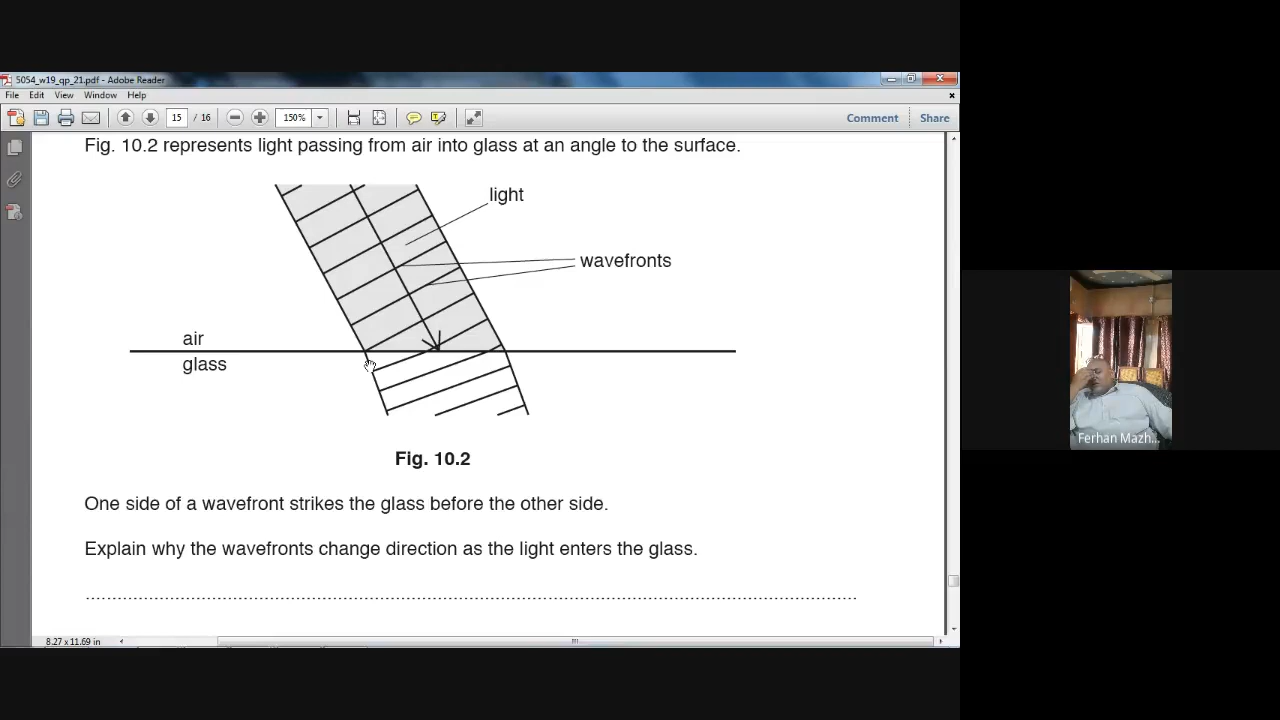 5054_w19_qp_21.pdf - Adobe Reader
File Edit View Window Help
15 / 16 150% Comment Share
Fig. 10.2 represents light passing from air into glass at an angle to the surface.
light
wavefronts
air
glass
Fig. 10.2
One side of a wavefront strikes the glass before the other side.
Explain why the wavefronts change direction as the light enters the glass.
8.27 x 11.69 in
Ferhan Mazh...